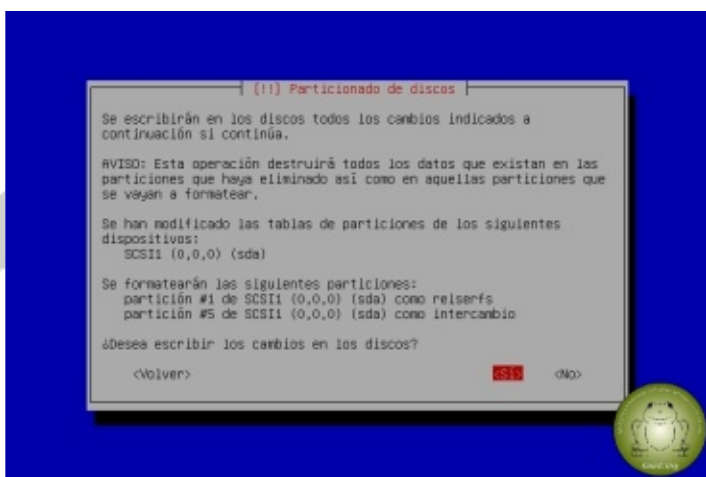 (!!) Particionado de discos
Se escribirán en los discos todos los cambios indicados a
continuación si continúa.
AVISO: Esta operación destruirá todos los datos que existan en las
particiones que haya eliminado así como en aquellas particiones que
se vayan a formatear.
Se han modificado las tablas de particiones de los siguientes
dispositivos:
SCSI1 (0,0,0) (sda)
Se formatearán las siguientes particiones:
partición #1 de SCSI1 (0,0,0) (sda) como reiserfs
partición #5 de SCSI1 (0,0,0) (sda) como intercambio
¿Desea escribir los cambios en los discos?
<Volver> <Sí> <No>